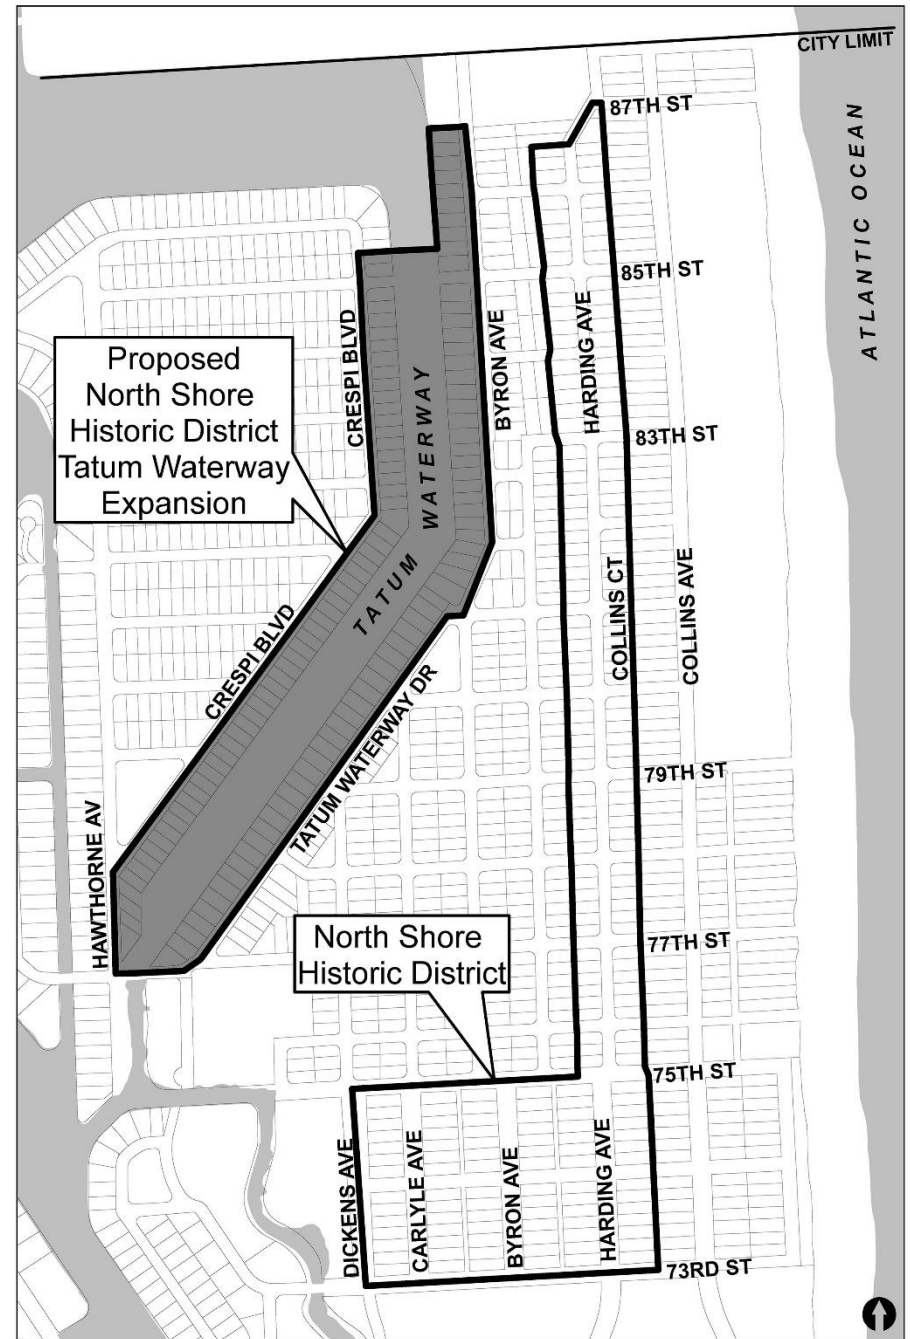 CITY LIMIT
87TH ST
ATLANTIC OCEAN
85TH ST
HARDING AVE
BYRON AVE
CRESPI BLVD
TATUM WATERWAY
Proposed
North Shore
Historic District
Tatum Waterway
Expansion
83TH ST
COLLINS CT
COLLINS AVE
CRESPI BLVD
TATUM WATERWAY DR
79TH ST
HAWTHORNE AV
North Shore
Historic District
77TH ST
75TH ST
DICKENS AVE
CARLYLE AVE
BYRON AVE
HARDING AVE
73RD ST